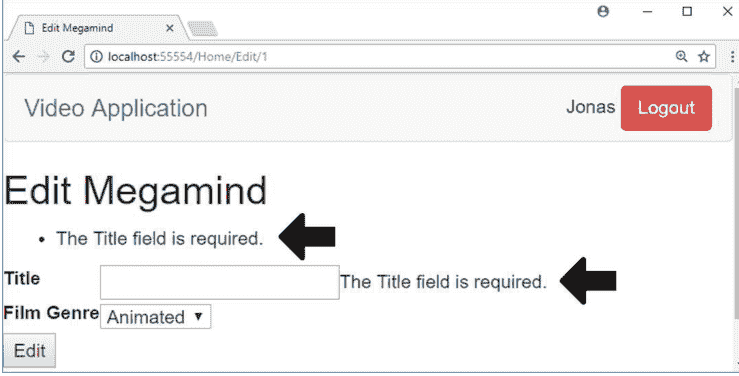 Edit Megamind
localhost:55554/Home/Edit/1
Video Application Jonas Logout
Edit Megamind
• The Title field is required.
Title The Title field is required.
Film Genre Animated
Edit